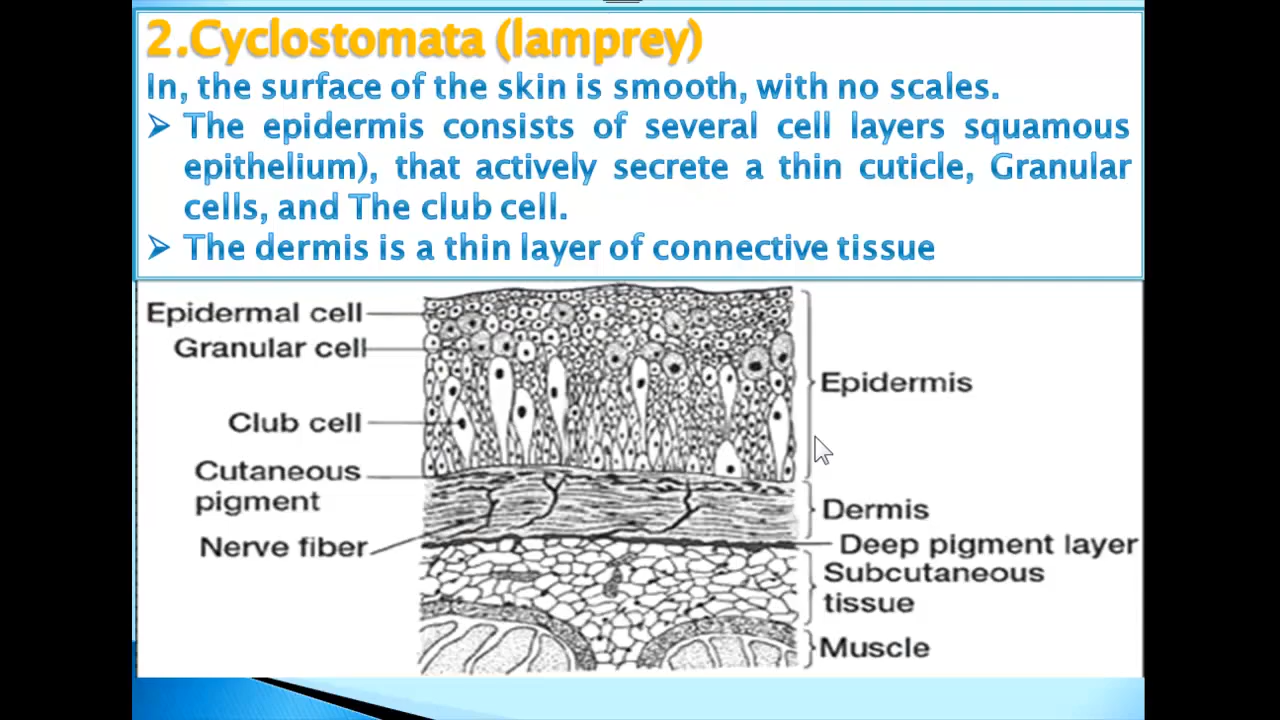 2.Cyclostomata (lamprey)
In, the surface of the skin is smooth, with no scales.
➢ The epidermis consists of several cell layers squamous
epithelium), that actively secrete a thin cuticle, Granular
cells, and The club cell.
➢ The dermis is a thin layer of connective tissue
Epidermal cell
Granular cell
Club cell
Cutaneous
pigment
Nerve fiber
Epidermis
Dermis
Deep pigment layer
Subcutaneous
tissue
Muscle